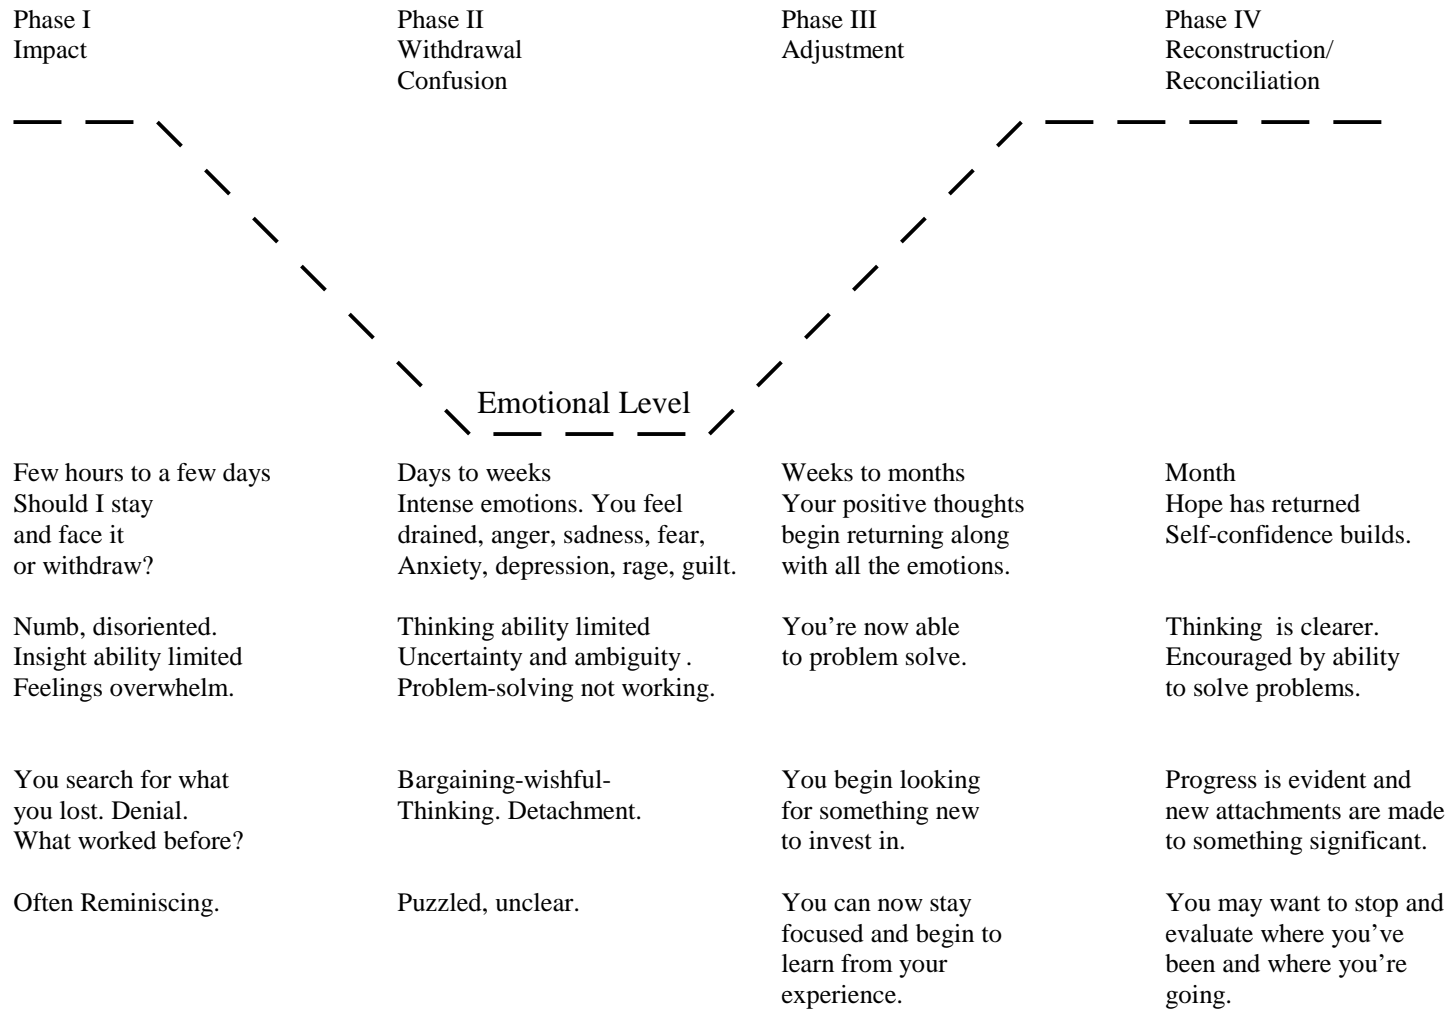 Phase I
Impact
Phase II
Withdrawal
Confusion
Phase III
Adjustment
Phase IV
Reconstruction/
Reconciliation
Emotional Level
Few hours to a few days
Should I stay
and face it
or withdraw?
Days to weeks
Intense emotions. You feel
drained, anger, sadness, fear,
Anxiety, depression, rage, guilt.
Weeks to months
Your positive thoughts
begin returning along
with all the emotions.
Month
Hope has returned
Self-confidence builds.
Numb, disoriented.
Insight ability limited
Feelings overwhelm.
Thinking ability limited
Uncertainty and ambiguity .
Problem-solving not working.
You're now able
to problem solve.
Thinking  is clearer.
Encouraged by ability
to solve problems.
You search for what
you lost. Denial.
What worked before?
Bargaining-wishful-
Thinking. Detachment.
You begin looking
for something new
to invest in.
Progress is evident and
new attachments are made
to something significant.
Often Reminiscing.
Puzzled, unclear.
You can now stay
focused and begin to
learn from your
experience.
You may want to stop and
evaluate where you've
been and where you're
going.